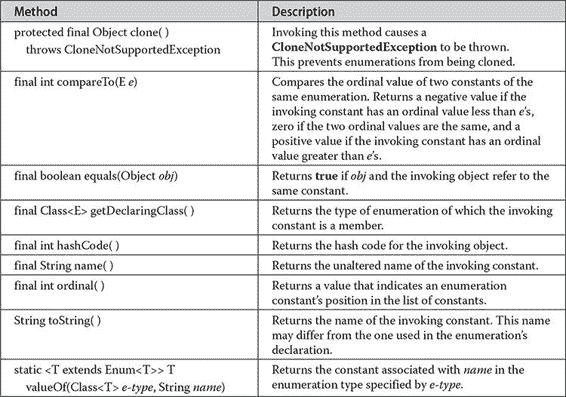 Method Description
protected final Object clone( )
throws CloneNotSupportedException
Invoking this method causes a
CloneNotSupportedException to be thrown.
This prevents enumerations from being cloned.
final int compareTo(E e)
Compares the ordinal value of two constants of
the same enumeration. Returns a negative value if the
invoking constant has an ordinal value less than e's,
zero if the two ordinal values are the same, and a
positive value if the invoking constant has an ordinal
value greater than e's.
final boolean equals(Object obj)
Returns true if obj and the invoking object refer to
the same constant.
final Class<E> getDeclaringClass( )
Returns the type of enumeration of which the invoking
constant is a member.
final int hashCode( )
Returns the hash code for the invoking object.
final String name( )
Returns the unaltered name of the invoking constant.
final int ordinal( )
Returns a value that indicates an enumeration
constant's position in the list of constants.
String toString( )
Returns the name of the invoking constant. This name
may differ from the one used in the enumeration's
declaration.
static <T extends Enum<T>> T
valueOf(Class<T> e-type, String name)
Returns the constant associated with name in
the enumeration type specified by e-type.